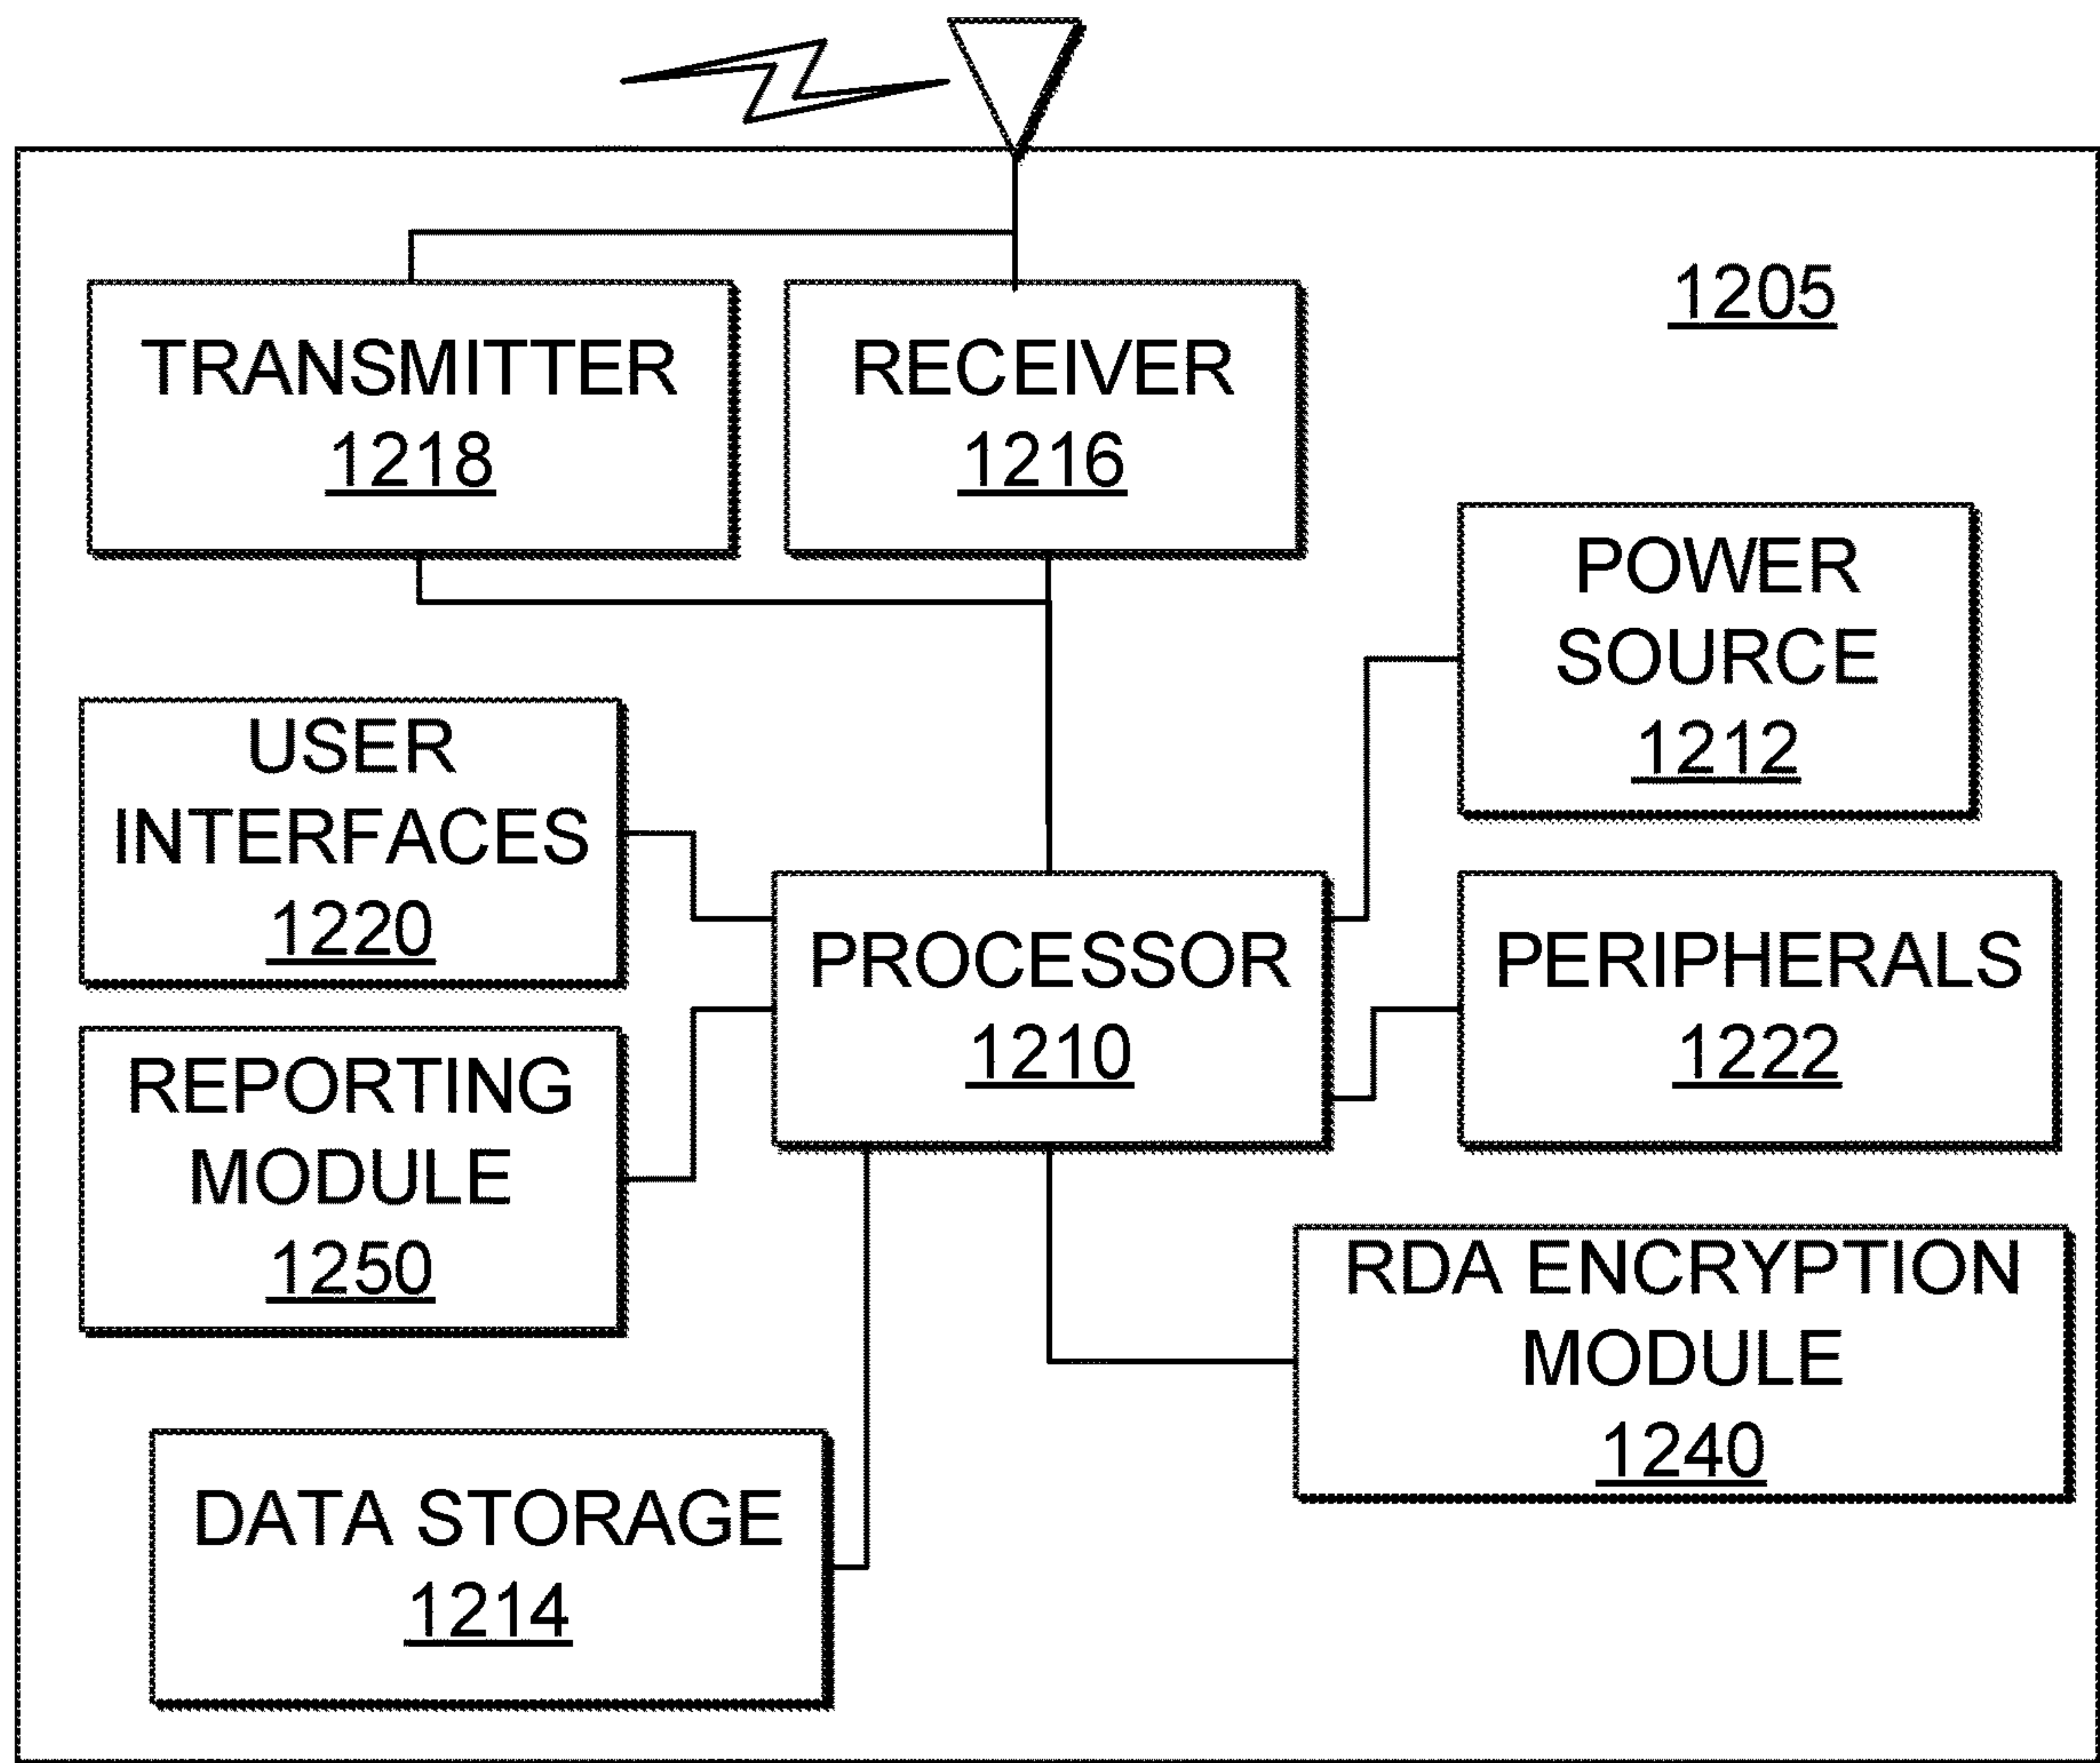 1205
TRANSMITTER
1218
RECEIVER
1216
POWER
SOURCE
1212
USER
INTERFACES
1220
PROCESSOR
1210
PERIPHERALS
1222
REPORTING
MODULE
1250
RDA ENCRYPTION
MODULE
1240
DATA STORAGE
1214